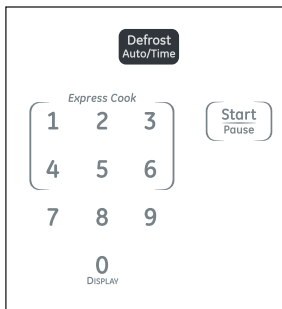 Defrost
Auto/Time
Express Cook
1 2 3
Start
Pause
4 5 6
7 8 9
0
DISPLAY